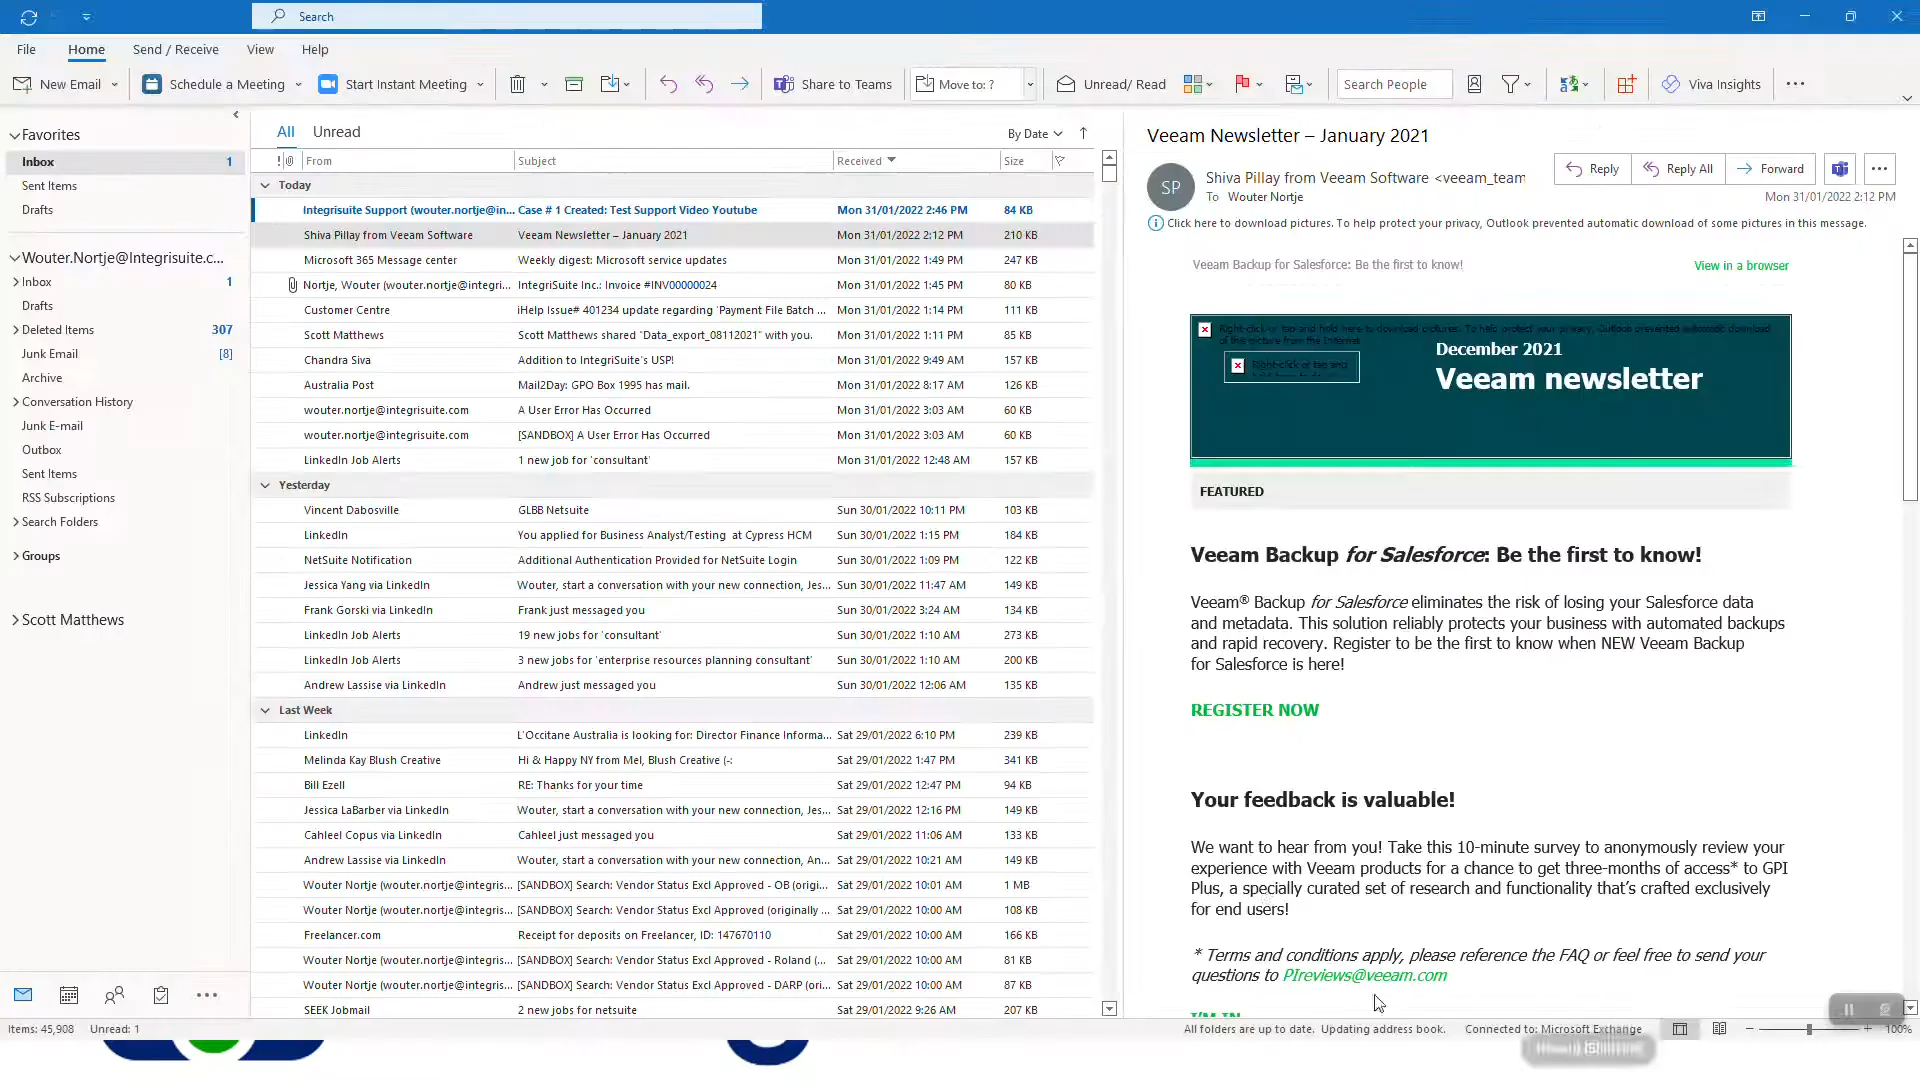 Search
File Home Send / Receive View Help
New Email Schedule a Meeting Start Instant Meeting Share to Teams Move to: ? Unread/ Read Search People Viva Insights
Favorites
Inbox 1
Sent Items
Drafts
Wouter.Nortje@Integrisuite.c...
Inbox 1
Drafts
Deleted Items 307
Junk Email [8]
Archive
Conversation History
Junk E-mail
Outbox
Sent Items
RSS Subscriptions
Search Folders
Groups
Scott Matthews
Items: 45,908 Unread: 1
All Unread By Date
! From Subject Received Size
Today
Integrisuite Support (wouter.nortje@in... Case # 1 Created: Test Support Video Youtube Mon 31/01/2022 2:46 PM 84 KB
Shiva Pillay from Veeam Software Veeam Newsletter – January 2021 Mon 31/01/2022 2:12 PM 210 KB
Microsoft 365 Message center Weekly digest: Microsoft service updates Mon 31/01/2022 1:49 PM 247 KB
Nortje, Wouter (wouter.nortje@integri... IntegriSuite Inc.: Invoice #INV00000024 Mon 31/01/2022 1:45 PM 80 KB
Customer Centre iHelp Issue# 401234 update regarding 'Payment File Batch ... Mon 31/01/2022 1:14 PM 111 KB
Scott Matthews Scott Matthews shared "Data_export_08112021" with you. Mon 31/01/2022 1:11 PM 85 KB
Chandra Siva Addition to IntegriSuite's USP! Mon 31/01/2022 9:49 AM 157 KB
Australia Post Mail2Day: GPO Box 1995 has mail. Mon 31/01/2022 8:17 AM 126 KB
wouter.nortje@integrisuite.com A User Error Has Occurred Mon 31/01/2022 3:03 AM 60 KB
wouter.nortje@integrisuite.com [SANDBOX] A User Error Has Occurred Mon 31/01/2022 3:03 AM 60 KB
LinkedIn Job Alerts 1 new job for 'consultant' Mon 31/01/2022 12:48 AM 157 KB
Yesterday
Vincent Dabosville GLBB Netsuite Sun 30/01/2022 10:11 PM 103 KB
LinkedIn You applied for Business Analyst/Testing at Cypress HCM Sun 30/01/2022 1:15 PM 184 KB
NetSuite Notification Additional Authentication Provided for NetSuite Login Sun 30/01/2022 1:09 PM 122 KB
Jessica Yang via LinkedIn Wouter, start a conversation with your new connection, Jes... Sun 30/01/2022 11:47 AM 149 KB
Frank Gorski via LinkedIn Frank just messaged you Sun 30/01/2022 3:24 AM 134 KB
LinkedIn Job Alerts 19 new jobs for 'consultant' Sun 30/01/2022 1:10 AM 273 KB
LinkedIn Job Alerts 3 new jobs for 'enterprise resources planning consultant' Sun 30/01/2022 1:10 AM 200 KB
Andrew Lassise via LinkedIn Andrew just messaged you Sun 30/01/2022 12:06 AM 135 KB
Last Week
LinkedIn L'Occitane Australia is looking for: Director Finance Informa... Sat 29/01/2022 6:10 PM 239 KB
Melinda Kay Blush Creative Hi & Happy NY from Mel, Blush Creative (-: Sat 29/01/2022 1:47 PM 341 KB
Bill Ezell RE: Thanks for your time Sat 29/01/2022 12:47 PM 94 KB
Jessica LaBarber via LinkedIn Wouter, start a conversation with your new connection, Jes... Sat 29/01/2022 12:16 PM 149 KB
Cahleel Copus via LinkedIn Cahleel just messaged you Sat 29/01/2022 11:06 AM 133 KB
Andrew Lassise via LinkedIn Wouter, start a conversation with your new connection, An... Sat 29/01/2022 10:21 AM 149 KB
Wouter Nortje (wouter.nortje@integris... [SANDBOX] Search: Vendor Status Excl Approved - OB (origi... Sat 29/01/2022 10:01 AM 1 MB
Wouter Nortje (wouter.nortje@integris... [SANDBOX] Search: Vendor Status Excl Approved (originally ... Sat 29/01/2022 10:00 AM 108 KB
Freelancer.com Receipt for deposits on Freelancer, ID: 147670110 Sat 29/01/2022 10:00 AM 166 KB
Wouter Nortje (wouter.nortje@integris... [SANDBOX] Search: Vendor Status Excl Approved - Roland (... Sat 29/01/2022 10:00 AM 81 KB
Wouter Nortje (wouter.nortje@integris... [SANDBOX] Search: Vendor Status Excl Approved - DARP (ori... Sat 29/01/2022 10:00 AM 87 KB
SEEK Jobmail 2 new jobs for netsuite Sat 29/01/2022 9:26 AM 207 KB
Veeam Newsletter – January 2021
SP Shiva Pillay from Veeam Software <veeam_team
To Wouter Nortje
Reply Reply All Forward
Mon 31/01/2022 2:12 PM
Click here to download pictures. To help protect your privacy, Outlook prevented automatic download of some pictures in this message.
Veeam Backup for Salesforce: Be the first to know! View in a browser
Right-click or tap and hold here to download pictures. To help protect your privacy, Outlook prevented automatic download
of this picture from the Internet.
Right-click or tap and
December 2021
Veeam newsletter
FEATURED
Veeam Backup for Salesforce: Be the first to know!
Veeam® Backup for Salesforce eliminates the risk of losing your Salesforce data
and metadata. This solution reliably protects your business with automated backups
and rapid recovery. Register to be the first to know when NEW Veeam Backup
for Salesforce is here!
REGISTER NOW
Your feedback is valuable!
We want to hear from you! Take this 10-minute survey to anonymously review your
experience with Veeam products for a chance to get three-months of access* to GPI
Plus, a specially curated set of research and functionality that's crafted exclusively
for end users!
* Terms and conditions apply, please reference the FAQ or feel free to send your
questions to PIreviews@veeam.com
I'M IN
All folders are up to date. Updating address book. Connected to: Microsoft Exchange 100%